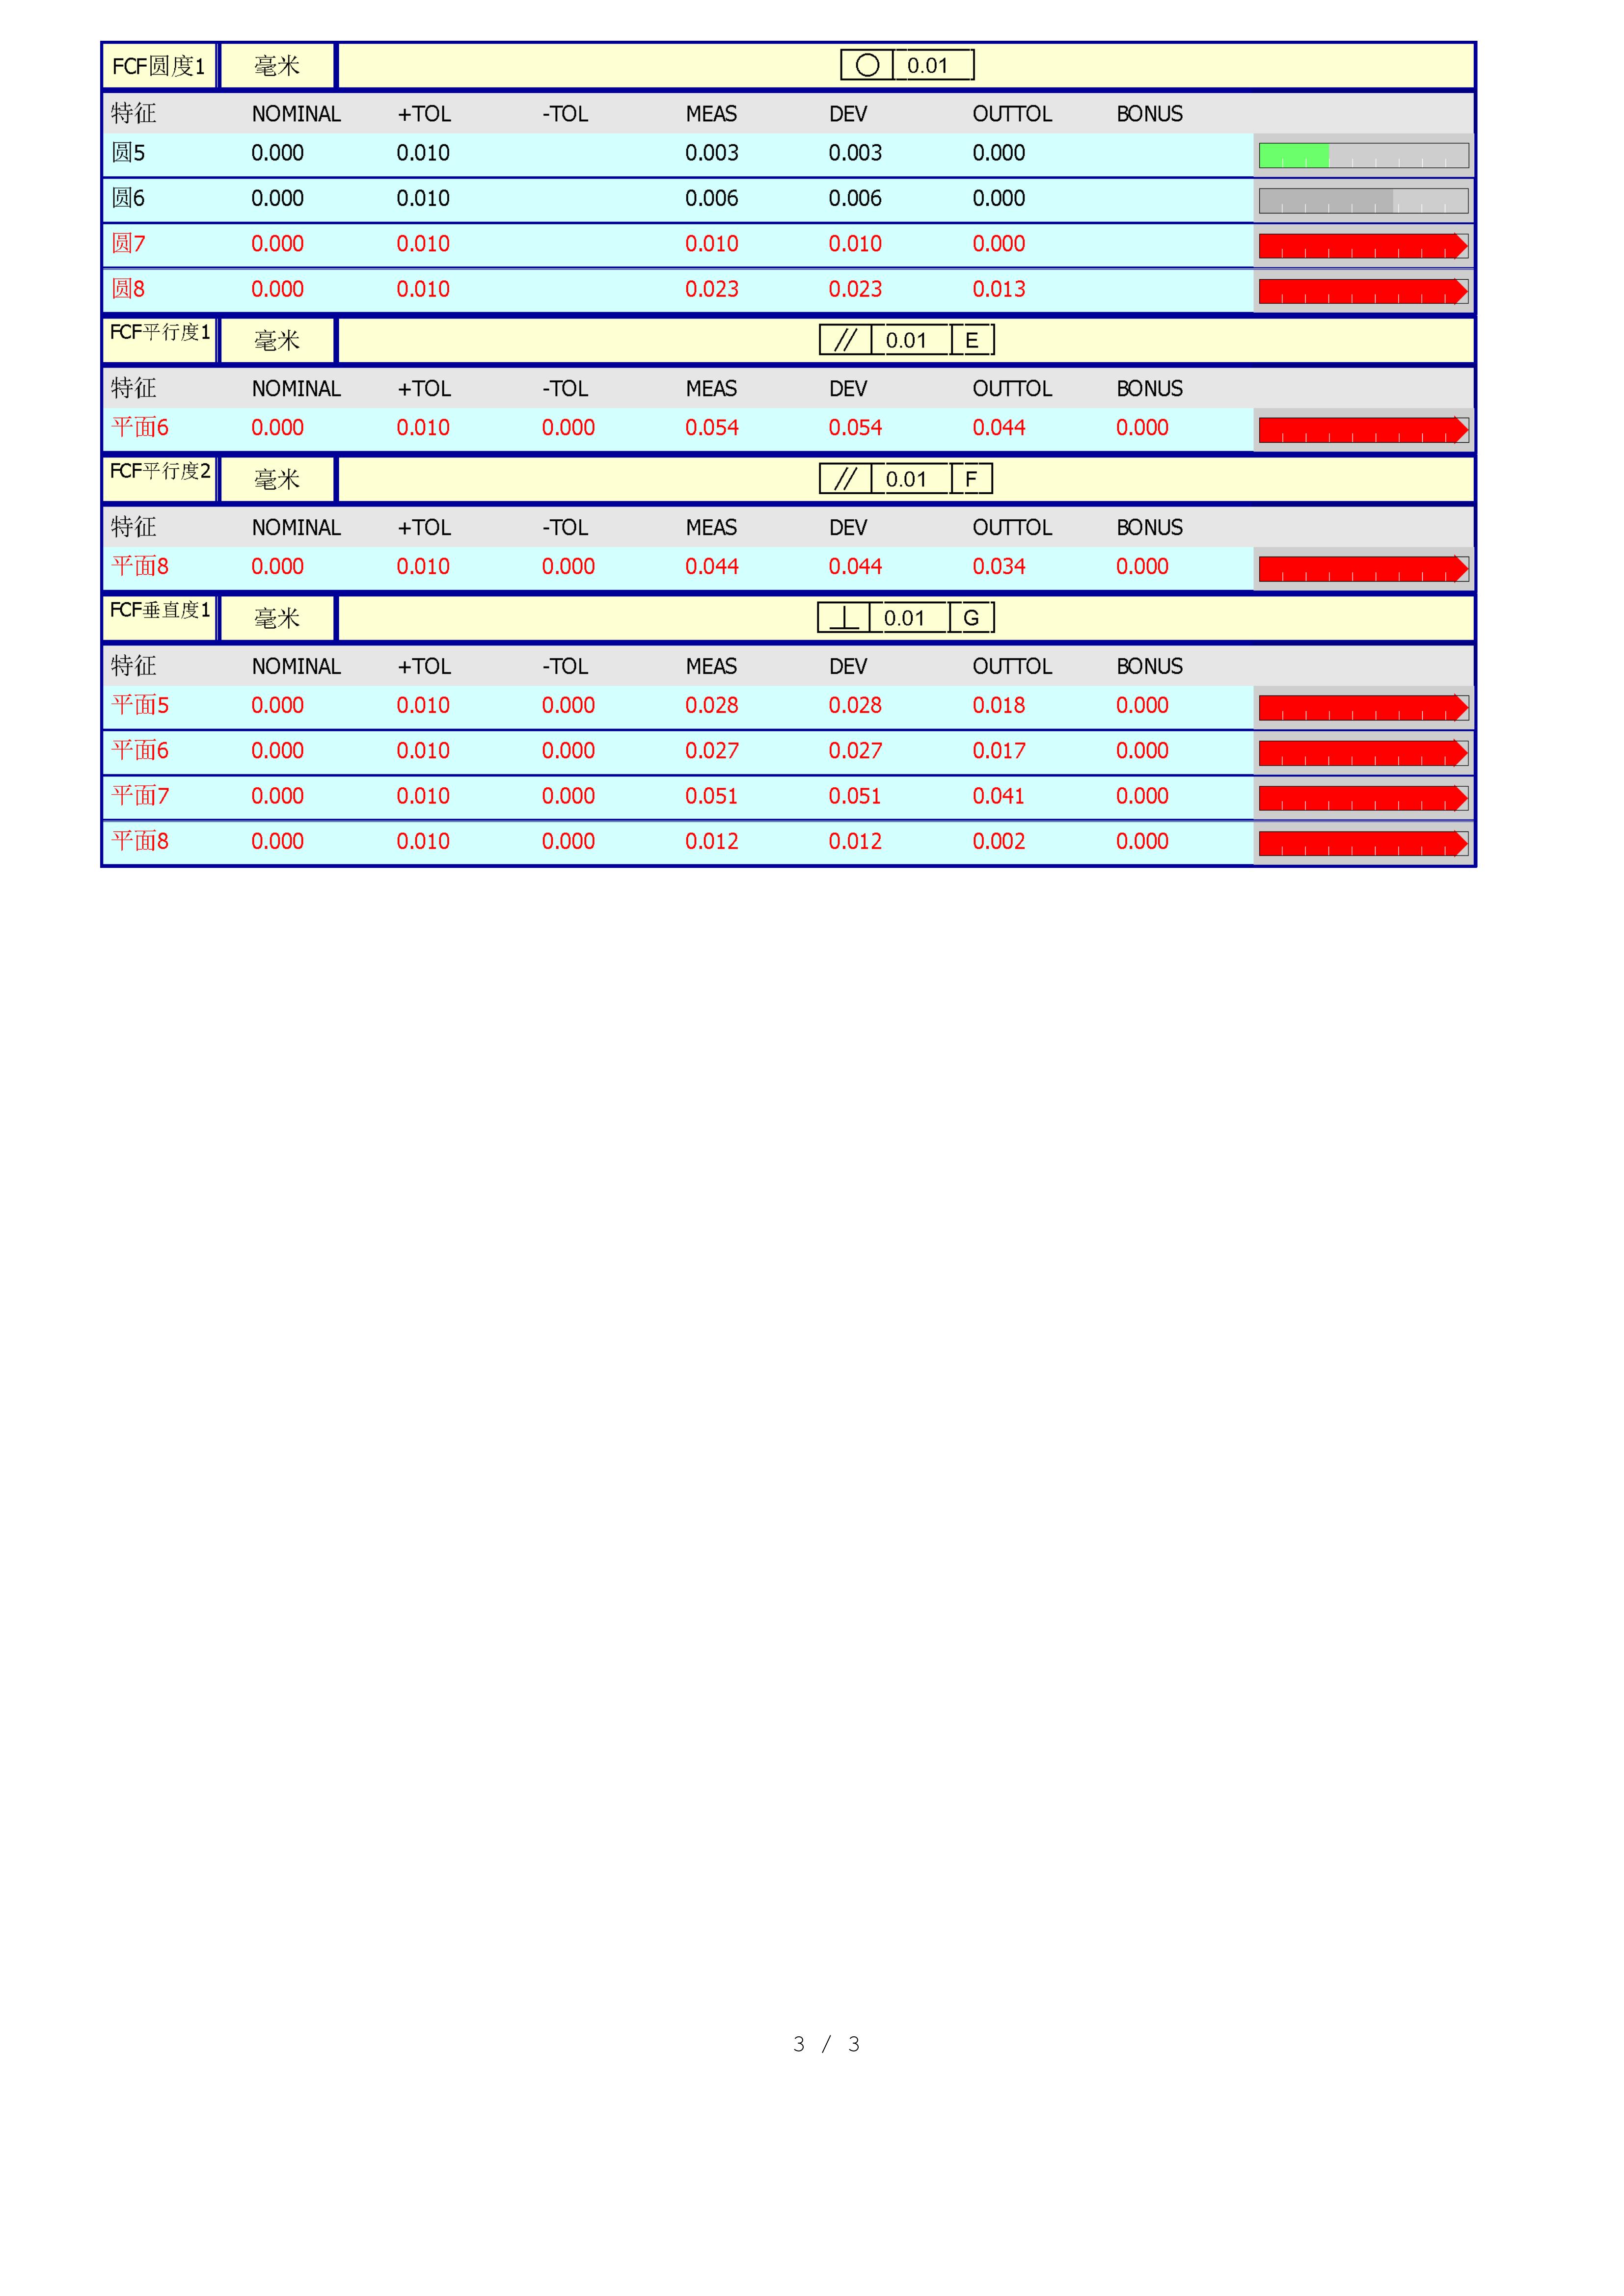 FCF圆度1 毫米 ○ 0.01
特征 NOMINAL +TOL -TOL MEAS DEV OUTTOL BONUS
圆5 0.000 0.010 0.003 0.003 0.000
圆6 0.000 0.010 0.006 0.006 0.000
圆7 0.000 0.010 0.010 0.010 0.000
圆8 0.000 0.010 0.023 0.023 0.013
FCF平行度1 毫米 // 0.01 E
特征 NOMINAL +TOL -TOL MEAS DEV OUTTOL BONUS
平面6 0.000 0.010 0.000 0.054 0.054 0.044 0.000
FCF平行度2 毫米 // 0.01 F
特征 NOMINAL +TOL -TOL MEAS DEV OUTTOL BONUS
平面8 0.000 0.010 0.000 0.044 0.044 0.034 0.000
FCF垂直度1 毫米 ⊥ 0.01 G
特征 NOMINAL +TOL -TOL MEAS DEV OUTTOL BONUS
平面5 0.000 0.010 0.000 0.028 0.028 0.018 0.000
平面6 0.000 0.010 0.000 0.027 0.027 0.017 0.000
平面7 0.000 0.010 0.000 0.051 0.051 0.041 0.000
平面8 0.000 0.010 0.000 0.012 0.012 0.002 0.000
3 / 3